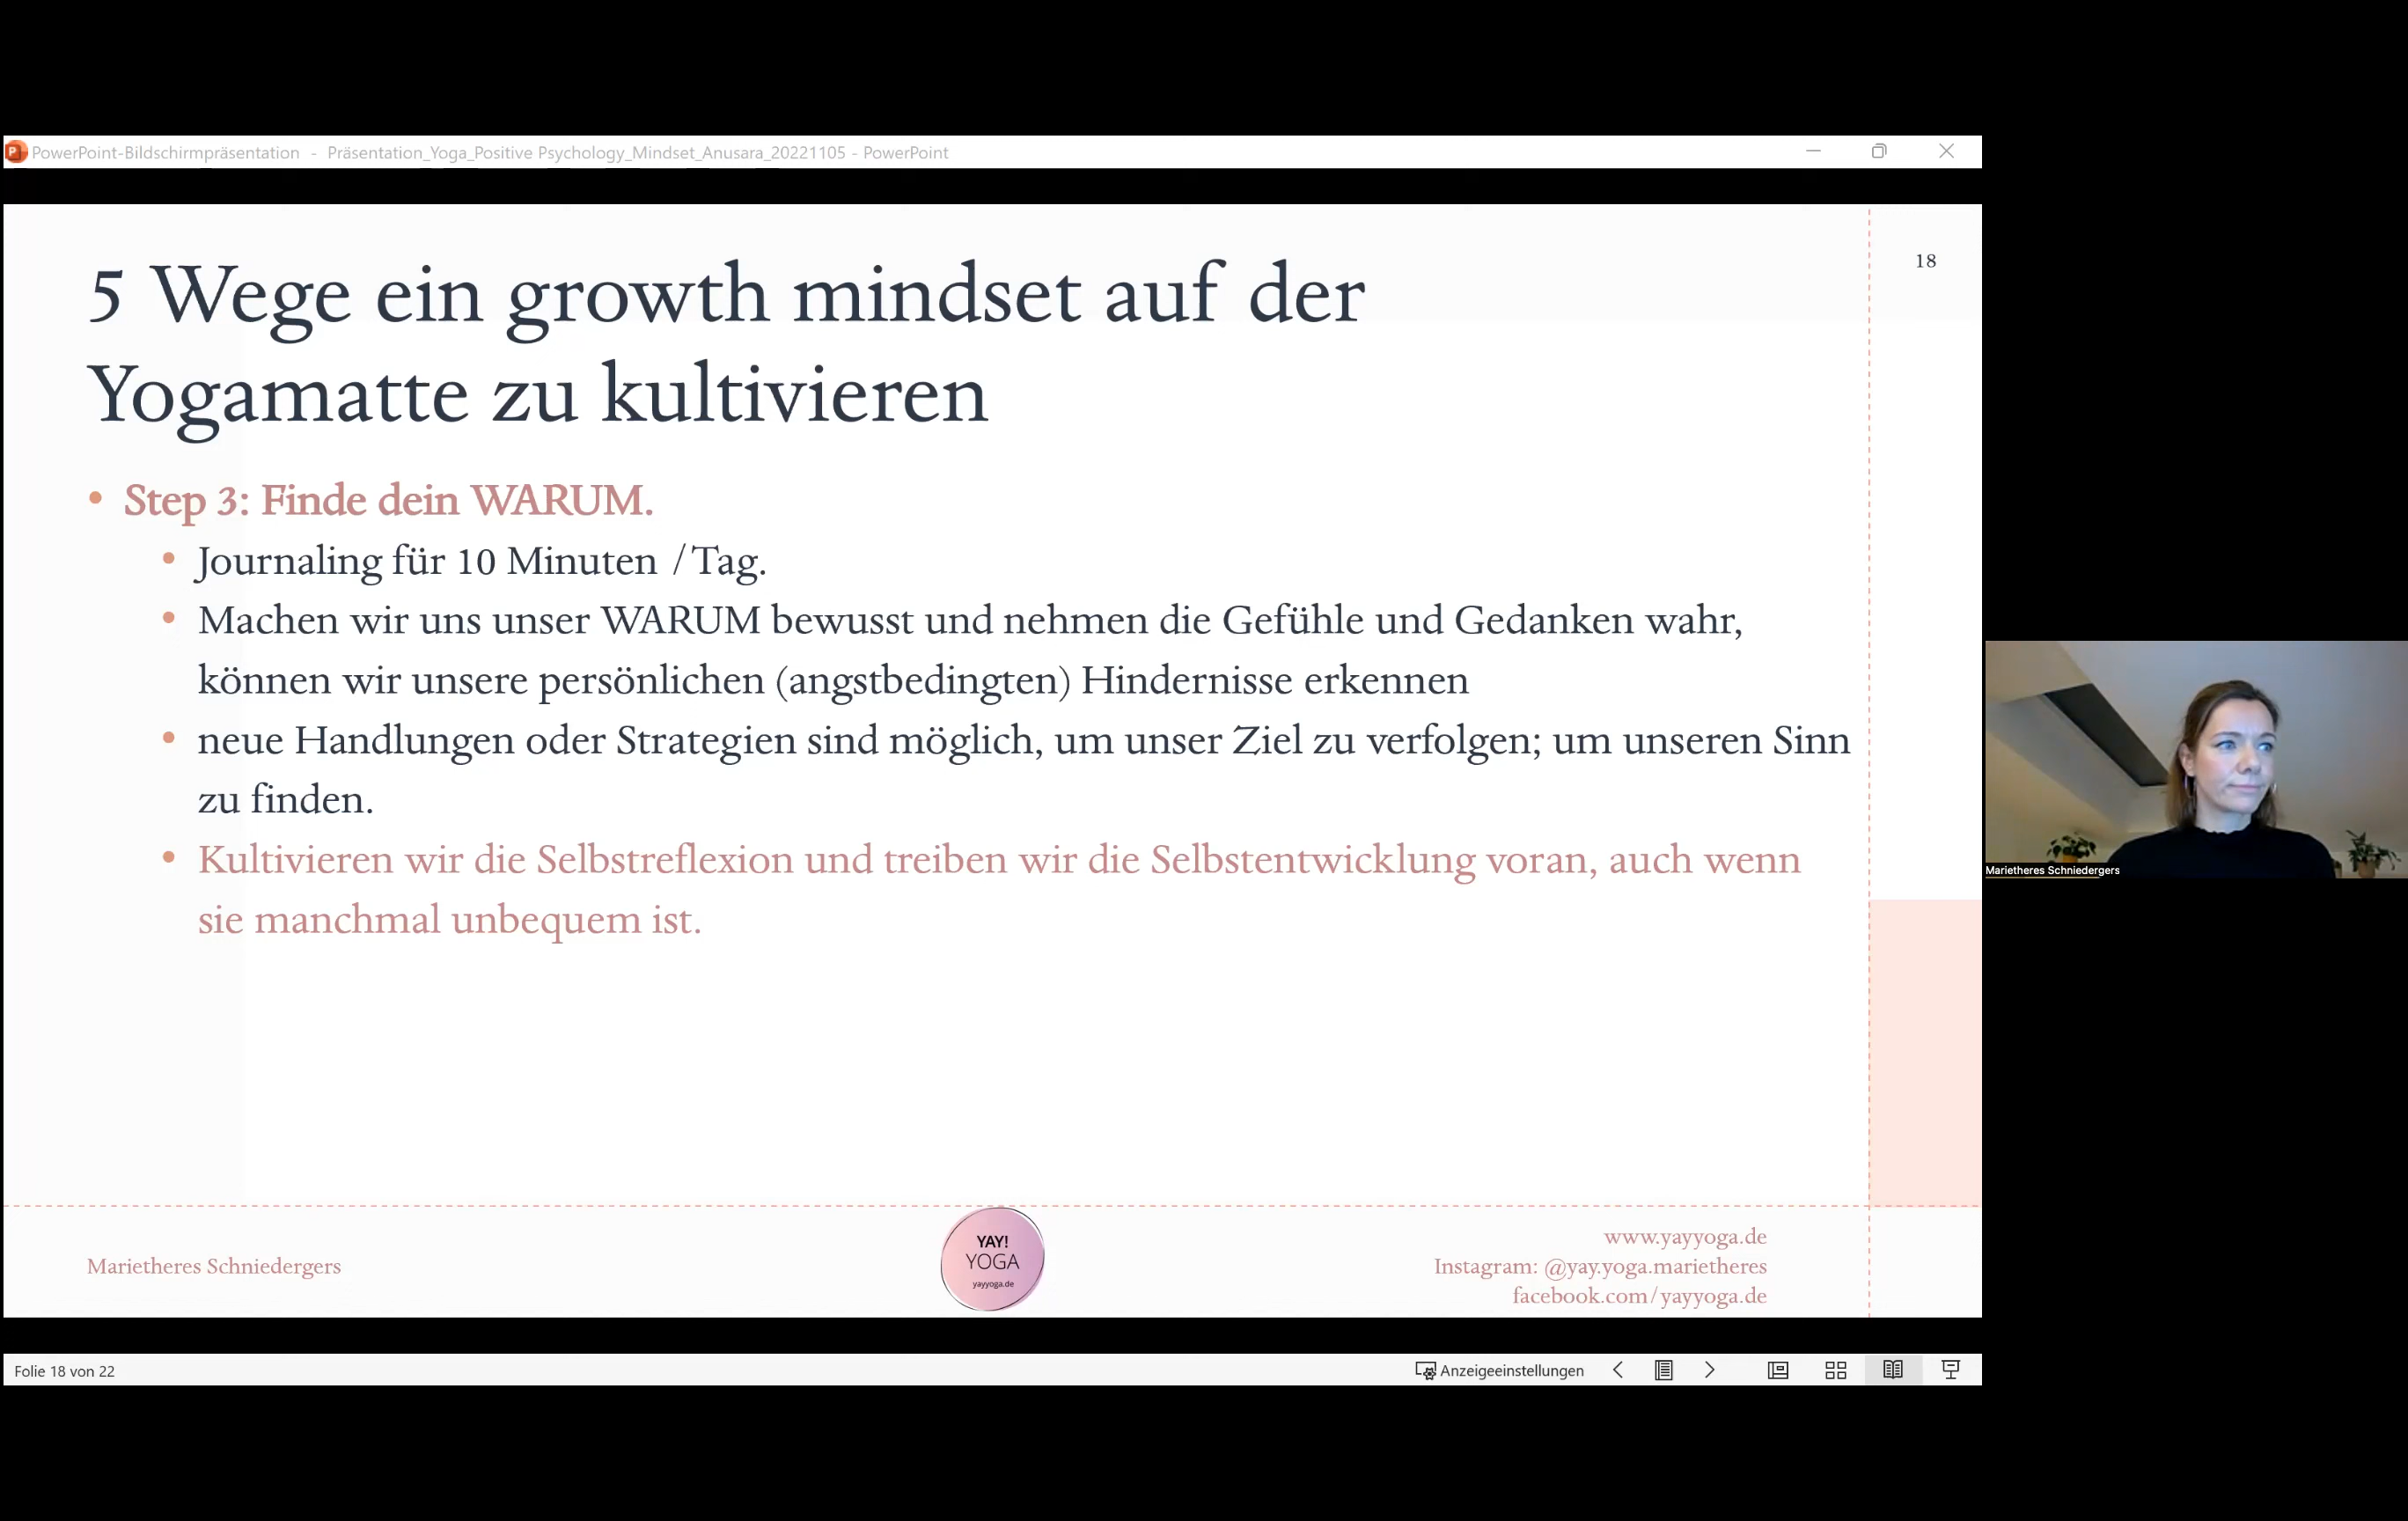 PowerPoint-Bildschirmpräsentation - Präsentation_Yoga_Positive Psychology_Mindset_Anusara_20221105 - PowerPoint
18
5 Wege ein growth mindset auf der
Yogamatte zu kultivieren
• Step 3: Finde dein WARUM.
• Journaling für 10 Minuten /Tag.
• Machen wir uns unser WARUM bewusst und nehmen die Gefühle und Gedanken wahr,
können wir unsere persönlichen (angstbedingten) Hindernisse erkennen
• neue Handlungen oder Strategien sind möglich, um unser Ziel zu verfolgen; um unseren Sinn
zu finden.
• Kultivieren wir die Selbstreflexion und treiben wir die Selbstentwicklung voran, auch wenn
sie manchmal unbequem ist.
Marietheres Schniedergers
Marietheres Schniedergers
YAY!
YOGA
yayyoga.de
www.yayyoga.de
Instagram: @yay.yoga.marietheres
facebook.com/yayyoga.de
Folie 18 von 22
Anzeigeeinstellungen